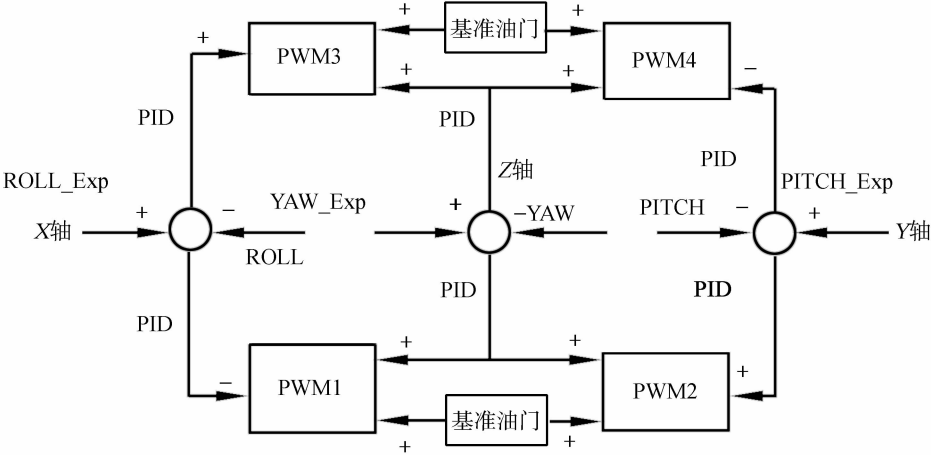 + 基准油门 +
+ PWM3 PWM4
+ + −
PID PID
Z轴 PID
ROLL_Exp YAW_Exp PITCH_Exp
+ − + −YAW PITCH − +
X轴 Y轴
ROLL
PID PID PID
+ +
− PWM1 PWM2 +
基准油门
+ +